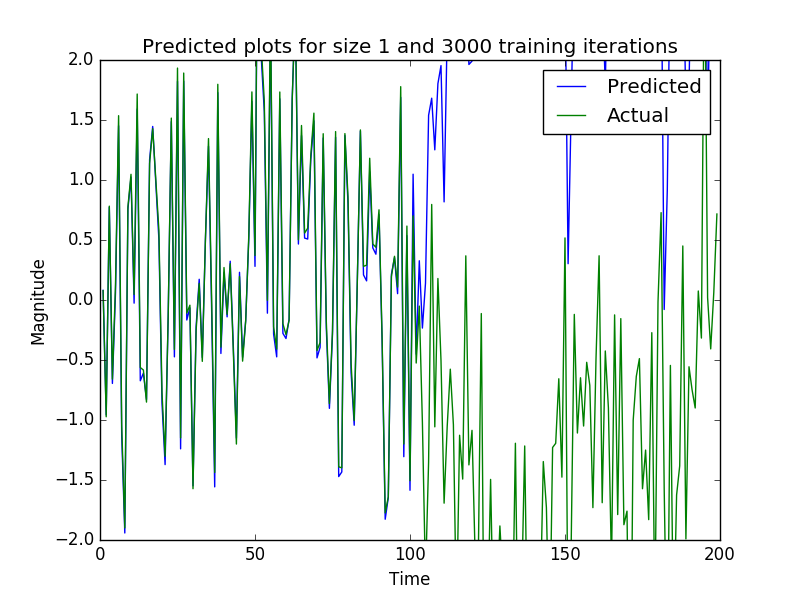 Predicted plots for size 1 and 3000 training iterations
2.0
1.5
1.0
0.5
0.0
−0.5
−1.0
−1.5
−2.0
Magnitude
Predicted
Actual
0 50 100 150 200
Time